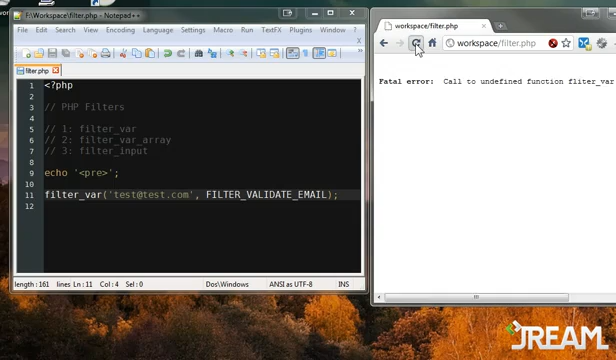 F:\Workspace\filter.php - Notepad++
File Edit Search View Encoding Language Settings Macro Run TextFX Plugins Window
filter.php
1 <?php
2
3 // PHP Filters
4
5 // 1: filter_var
6 // 2: filter_var_array
7 // 3: filter_input
8
9 echo '<pre>';
10
11 filter_var('test@test.com', FILTER_VALIDATE_EMAIL);
12
length : 161 lines Ln : 11 Col : 4 Sel : 0 Dos\Windows ANSI as UTF-8 INS
workspace/filter.php
workspace/filter.php
Fatal error: Call to undefined function fliter_var
JREAM